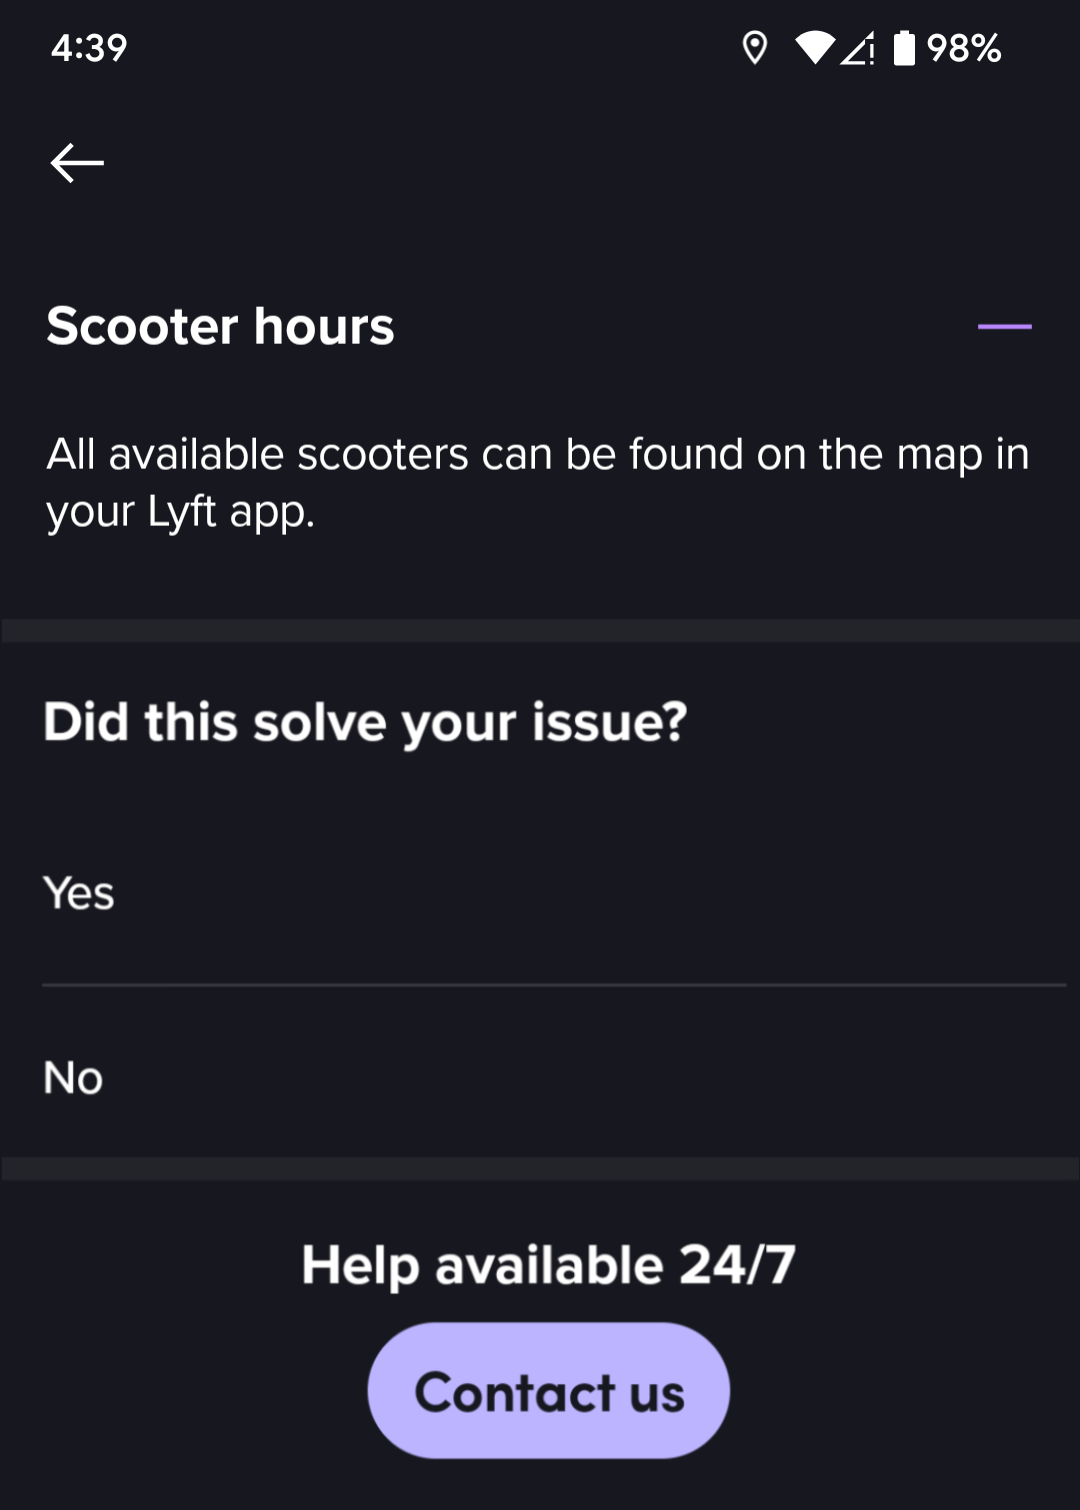 4:39
98%
Scooter hours
All available scooters can be found on the map in
your Lyft app.
Did this solve your issue?
Yes
No
Help available 24/7
Contact us